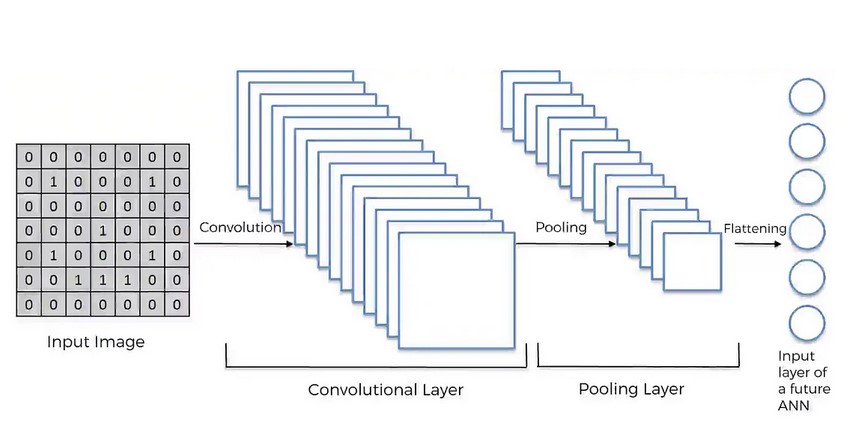 0 0 0 0 0 0 0
0 1 0 0 0 1 0
0 0 0 0 0 0 0
0 0 0 1 0 0 0
0 1 0 0 0 1 0
0 0 1 1 1 0 0
0 0 0 0 0 0 0
Input Image
Convolution
Convolutional Layer
Pooling
Pooling Layer
Flattening
Input
layer of
a future
ANN